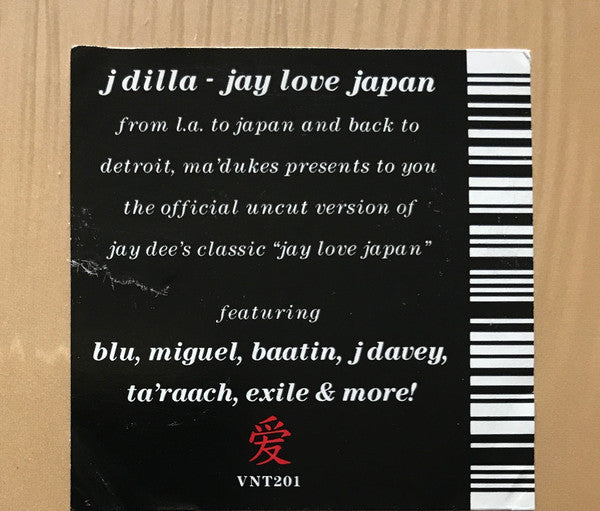 j dilla - jay love japan
from l.a. to japan and back to
detroit, ma'dukes presents to you
the official uncut version of
jay dee's classic "jay love japan"
featuring
blu, miguel, baatin, j davey,
ta'raach, exile & more!
爱
VNT201